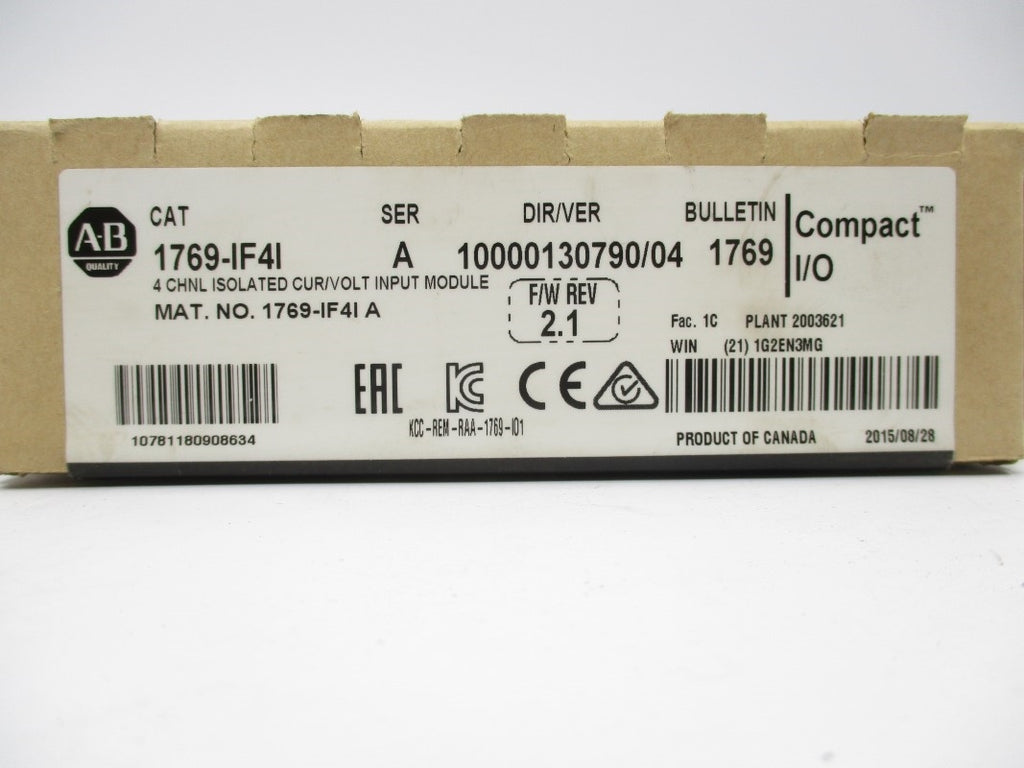 A-B
QUALITY
CAT SER DIR/VER BULLETIN
1769-IF4I A 10000130790/04 1769
Compact™
I/O
4 CHNL ISOLATED CUR/VOLT INPUT MODULE
MAT. NO. 1769-IF4I A
F/W REV
2.1
Fac. 1C PLANT 2003621
WIN (21) 1G2EN3MG
EAC KC CE
KCC-REM-RAA-1769-IO1
10781180908634
PRODUCT OF CANADA 2015/08/28